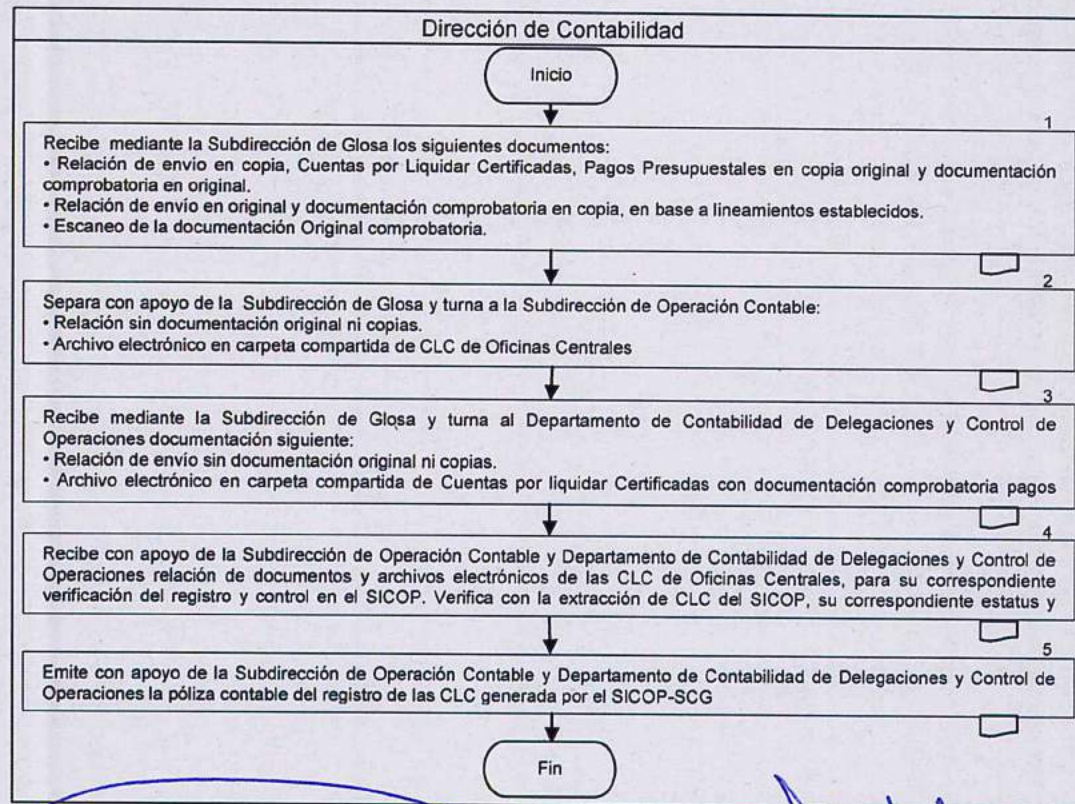 Dirección de Contabilidad
Inicio
1
Recibe mediante la Subdirección de Glosa los siguientes documentos:
• Relación de envio en copia, Cuentas por Liquidar Certificadas, Pagos Presupuestales en copia original y documentación
comprobatoria en original.
• Relación de envío en original y documentación comprobatoria en copia, en base a lineamientos establecidos.
• Escaneo de la documentación Original comprobatoria.
2
Separa con apoyo de la Subdirección de Glosa y turna a la Subdirección de Operación Contable:
• Relación sin documentación original ni copias.
• Archivo electrónico en carpeta compartida de CLC de Oficinas Centrales
3
Recibe mediante la Subdirección de Glosa y turna al Departamento de Contabilidad de Delegaciones y Control de
Operaciones documentación siguiente:
• Relación de envío sin documentación original ni copias.
• Archivo electrónico en carpeta compartida de Cuentas por liquidar Certificadas con documentación comprobatoria pagos
4
Recibe con apoyo de la Subdirección de Operación Contable y Departamento de Contabilidad de Delegaciones y Control de
Operaciones relación de documentos y archivos electrónicos de las CLC de Oficinas Centrales, para su correspondiente
verificación del registro y control en el SICOP. Verifica con la extracción de CLC del SICOP, su correspondiente estatus y
5
Emite con apoyo de la Subdirección de Operación Contable y Departamento de Contabilidad de Delegaciones y Control de
Operaciones la póliza contable del registro de las CLC generada por el SICOP-SCG
Fin